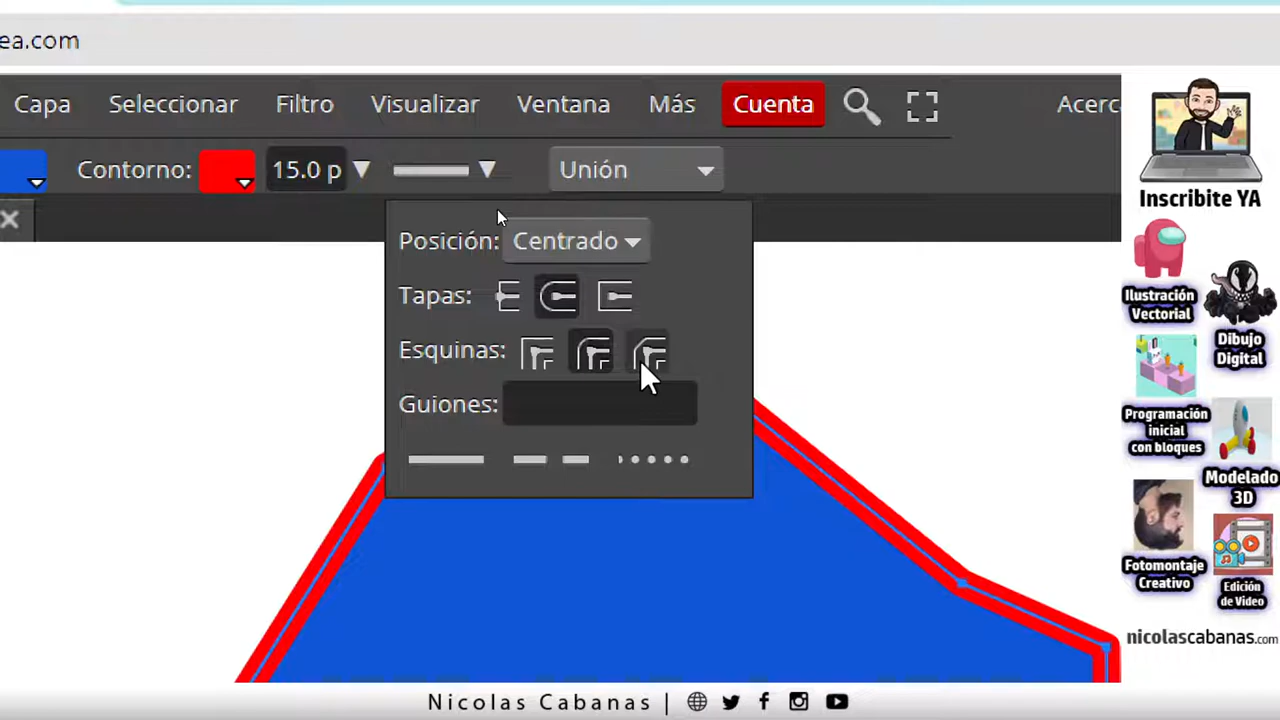 ea.com
Capa Seleccionar Filtro Visualizar Ventana Más Cuenta Acerc
Contorno: 15.0 p Unión
Posición: Centrado
Tapas:
Esquinas:
Guiones:
Inscribite YA
Ilustración
Vectorial
Dibujo
Digital
Programación
inicial
con bloques
Modelado
3D
Fotomontaje
Creativo
Edición
de Video
nicolascabanas.com
Nicolas Cabanas |